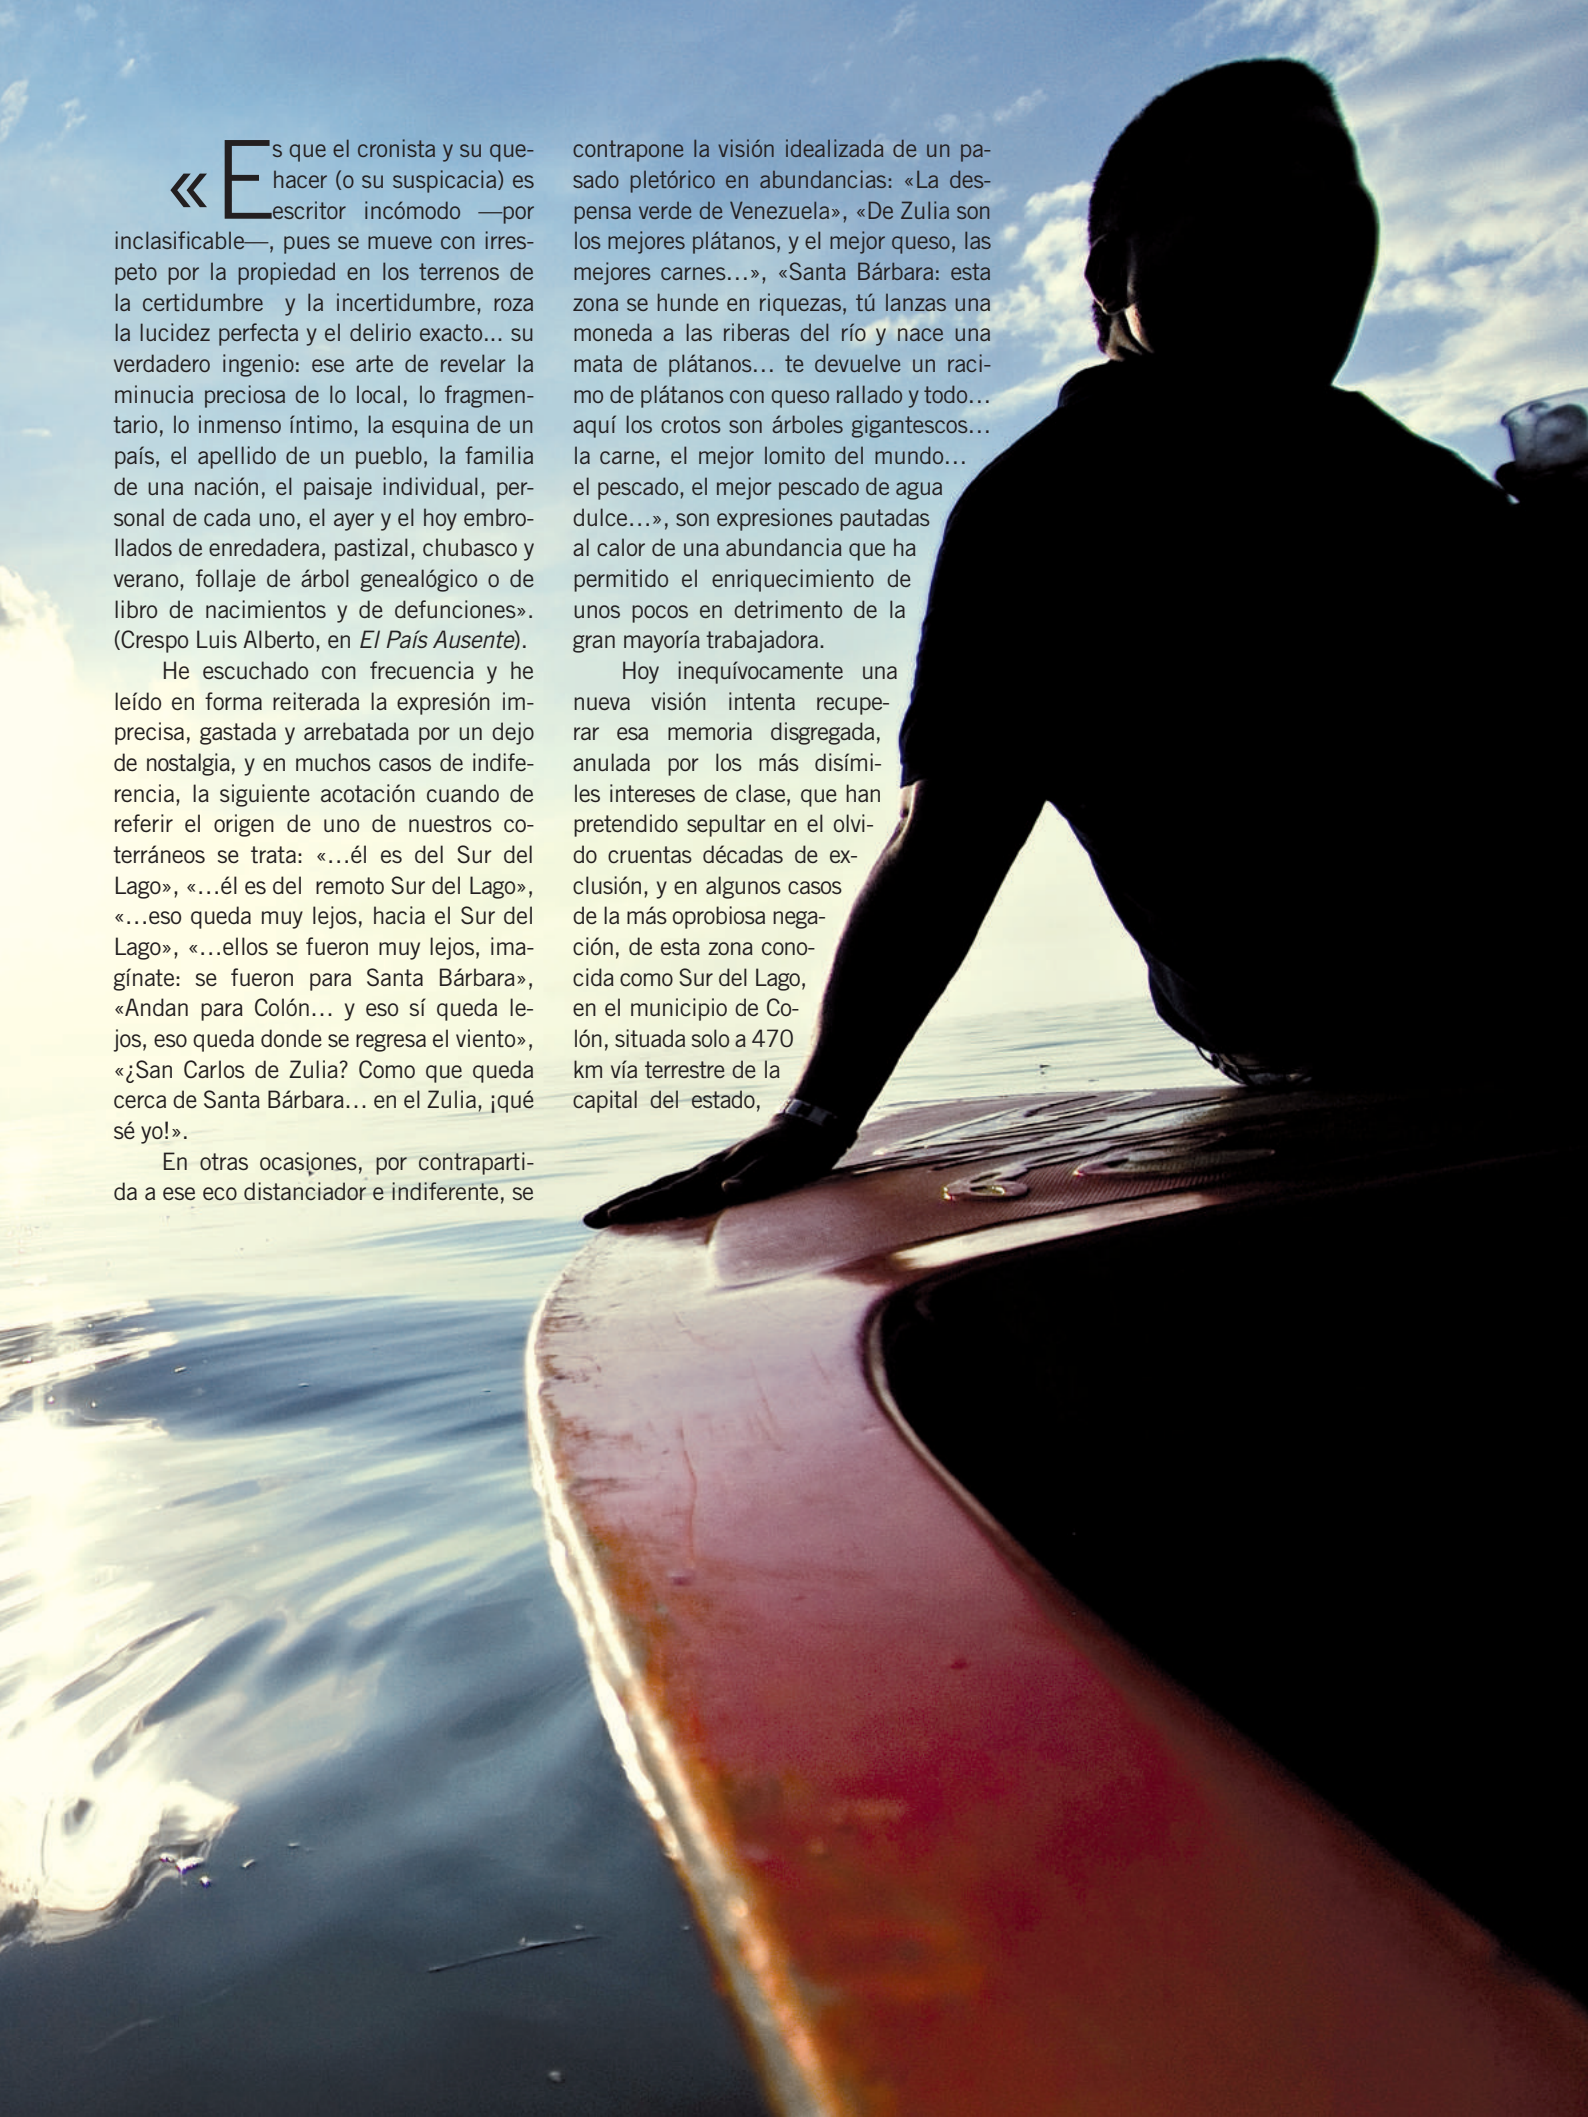 «Es que el cronista y su que-
hacer (o su suspicacia) es
escritor incómodo —por
inclasificable—, pues se mueve con irres-
peto por la propiedad en los terrenos de
la certidumbre y la incertidumbre, roza
la lucidez perfecta y el delirio exacto... su
verdadero ingenio: ese arte de revelar la
minucia preciosa de lo local, lo fragmen-
tario, lo inmenso íntimo, la esquina de un
país, el apellido de un pueblo, la familia
de una nación, el paisaje individual, per-
sonal de cada uno, el ayer y el hoy embro-
llados de enredadera, pastizal, chubasco y
verano, follaje de árbol genealógico o de
libro de nacimientos y de defunciones».
(Crespo Luis Alberto, en El País Ausente).
He escuchado con frecuencia y he
leído en forma reiterada la expresión im-
precisa, gastada y arrebatada por un dejo
de nostalgia, y en muchos casos de indife-
rencia, la siguiente acotación cuando de
referir el origen de uno de nuestros co-
terráneos se trata: «…él es del Sur del
Lago», «…él es del remoto Sur del Lago»,
«…eso queda muy lejos, hacia el Sur del
Lago», «…ellos se fueron muy lejos, ima-
gínate: se fueron para Santa Bárbara»,
«Andan para Colón… y eso sí queda le-
jos, eso queda donde se regresa el viento»,
«¿San Carlos de Zulia? Como que queda
cerca de Santa Bárbara… en el Zulia, ¡qué
sé yo!».
En otras ocasiones, por contraparti-
da a ese eco distanciador e indiferente, se
contrapone la visión idealizada de un pa-
sado pletórico en abundancias: «La des-
pensa verde de Venezuela», «De Zulia son
los mejores plátanos, y el mejor queso, las
mejores carnes…», «Santa Bárbara: esta
zona se hunde en riquezas, tú lanzas una
moneda a las riberas del río y nace una
mata de plátanos… te devuelve un raci-
mo de plátanos con queso rallado y todo…
aquí los crotos son árboles gigantescos…
la carne, el mejor lomito del mundo…
el pescado, el mejor pescado de agua
dulce…», son expresiones pautadas
al calor de una abundancia que ha
permitido el enriquecimiento de
unos pocos en detrimento de la
gran mayoría trabajadora.
Hoy inequívocamente una
nueva visión intenta recupe-
rar esa memoria disgregada,
anulada por los más disími-
les intereses de clase, que han
pretendido sepultar en el olvi-
do cruentas décadas de ex-
clusión, y en algunos casos
de la más oprobiosa nega-
ción, de esta zona cono-
cida como Sur del Lago,
en el municipio de Co-
lón, situada solo a 470
km vía terrestre de la
capital del estado,